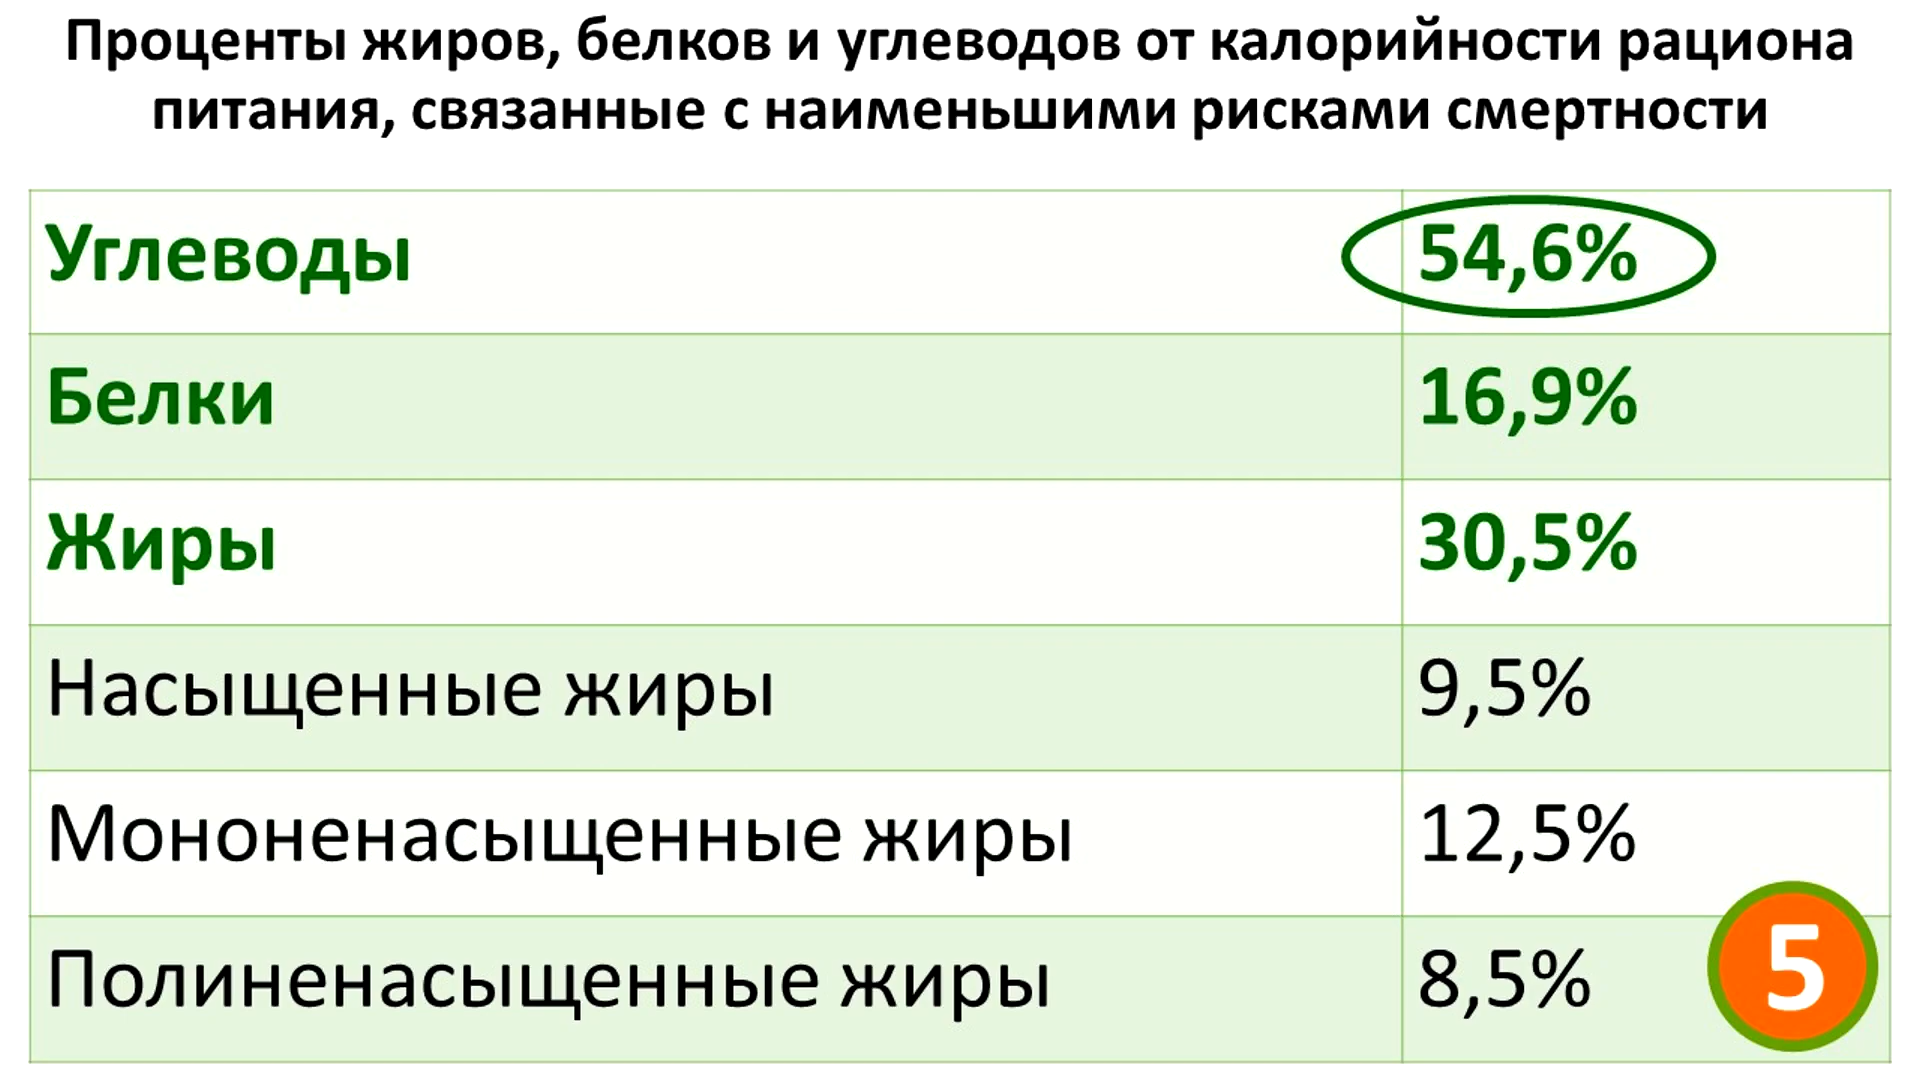 Проценты жиров, белков и углеводов от калорийности рациона
питания, связанные с наименьшими рисками смертности
Углеводы 54,6%
Белки 16,9%
Жиры 30,5%
Насыщенные жиры 9,5%
Мононенасыщенные жиры 12,5%
Полиненасыщенные жиры 8,5%
5